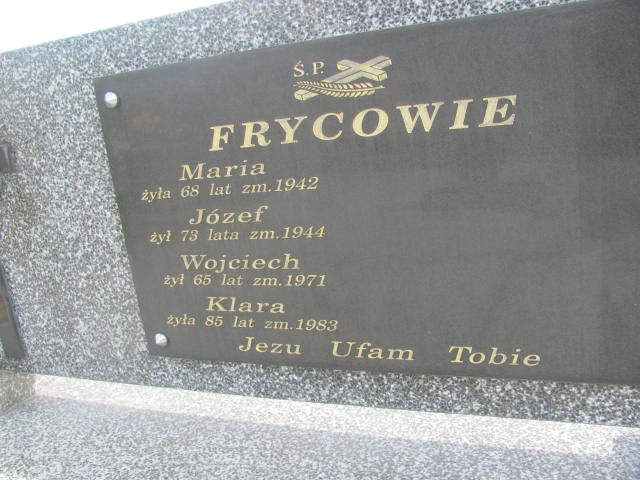 Ś.P.
FRYCOWIE
Maria
żyła 68 lat zm.1942
Józef
żył 73 lata zm.1944
Wojciech
żył 65 lat zm.1971
Klara
żyła 85 lat zm.1983
Jezu Ufam Tobie